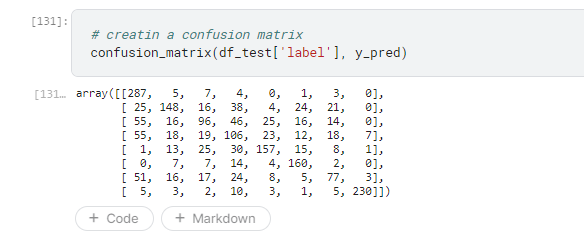 [131]:
# creatin a confusion matrix
confusion_matrix(df_test['label'], y_pred)
[131… array([[287,   5,   7,   4,   0,   1,   3,   0],
[ 25, 148,  16,  38,   4,  24,  21,   0],
[ 55,  16,  96,  46,  25,  16,  14,   0],
[ 55,  18,  19, 106,  23,  12,  18,   7],
[  1,  13,  25,  30, 157,  15,   8,   1],
[  0,   7,   7,  14,   4, 160,   2,   0],
[ 51,  16,  17,  24,   8,   5,  77,   3],
[  5,   3,   2,  10,   3,   1,   5, 230]])
+ Code + Markdown